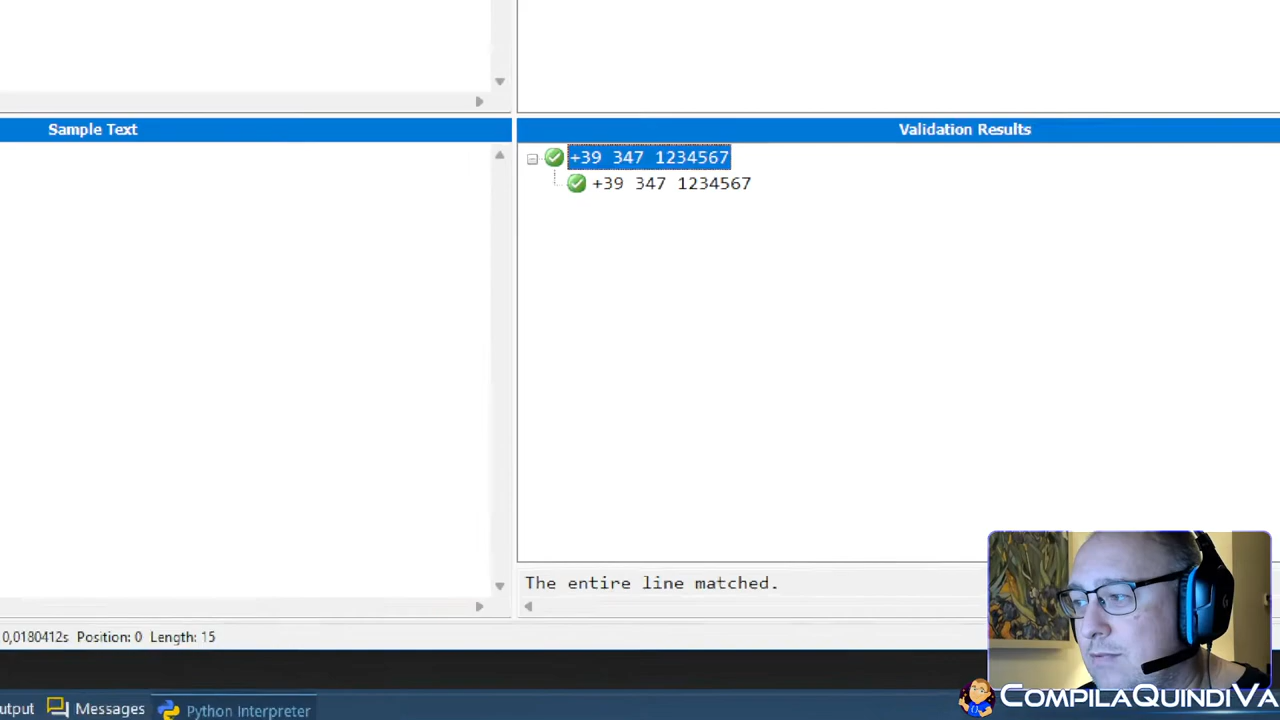 Sample Text
Validation Results
+39 347 1234567
+39 347 1234567
The entire line matched.
0,0180412s Position: 0 Length: 15
Messages
Python Interpreter
COMPILAQUINDIVA